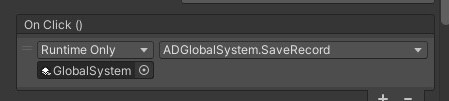 On Click ()
Runtime Only ADGlobalSystem.SaveRecord
GlobalSystem
+ −